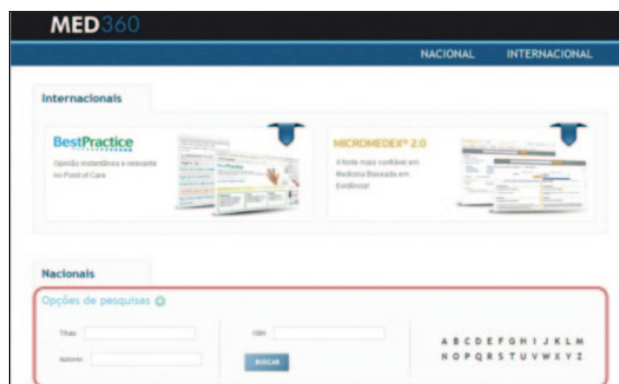 MED360
NACIONAL INTERNACIONAL
Internacionais
BestPractice
Opinião instantânea e relevante
no Point of Care.
MICROMEDEX® 2.0
A fonte mais confiável em
Medicina Baseada em
Evidência!
Nacionais
Opções de pesquisas
Título:
ISBN:
Autores:
BUSCAR
A B C D E F G H I J K L M
N O P Q R S T U V W X Y Z